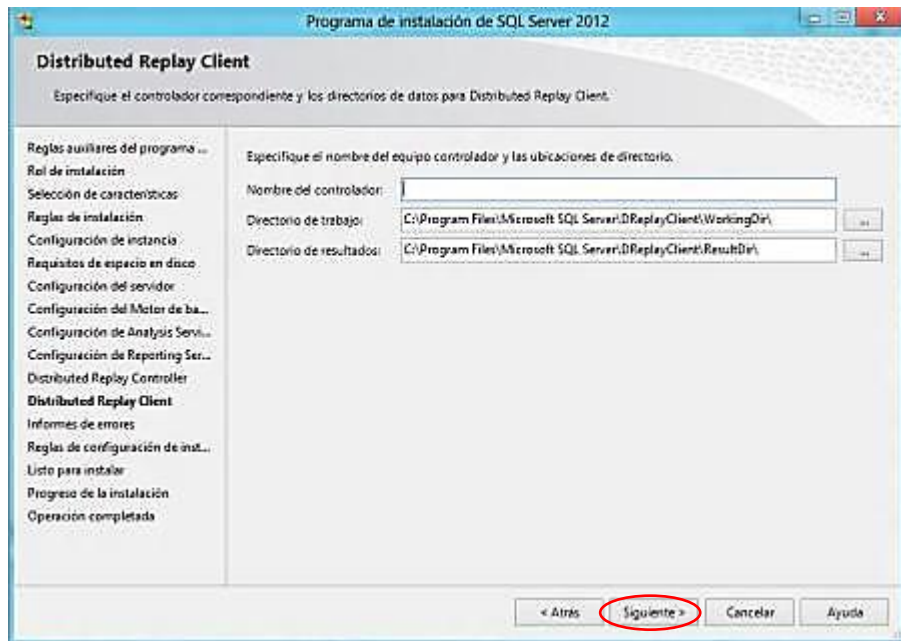 Programa de instalación de SQL Server 2012
Distributed Replay Client
Especifique el controlador correspondiente y los directorios de datos para Distributed Replay Client.
Reglas auxiliares del programa ...
Rol de instalación
Selección de características
Reglas de instalación
Configuración de instancia
Requisitos de espacio en disco
Configuración del servidor
Configuración del Motor de ba...
Configuración de Analysis Servi...
Configuración de Reporting Ser...
Distributed Replay Controller
Distributed Replay Client
Informes de errores
Reglas de configuración de inst...
Listo para instalar
Progreso de la instalación
Operación completada
Especifique el nombre del equipo controlador y las ubicaciones de directorio.
Nombre del controlador:
Directorio de trabajo: C:\Program Files\Microsoft SQL Server\DReplayClient\WorkingDir\ ...
Directorio de resultados: C:\Program Files\Microsoft SQL Server\DReplayClient\ResultDir\ ...
< Atrás Siguiente > Cancelar Ayuda